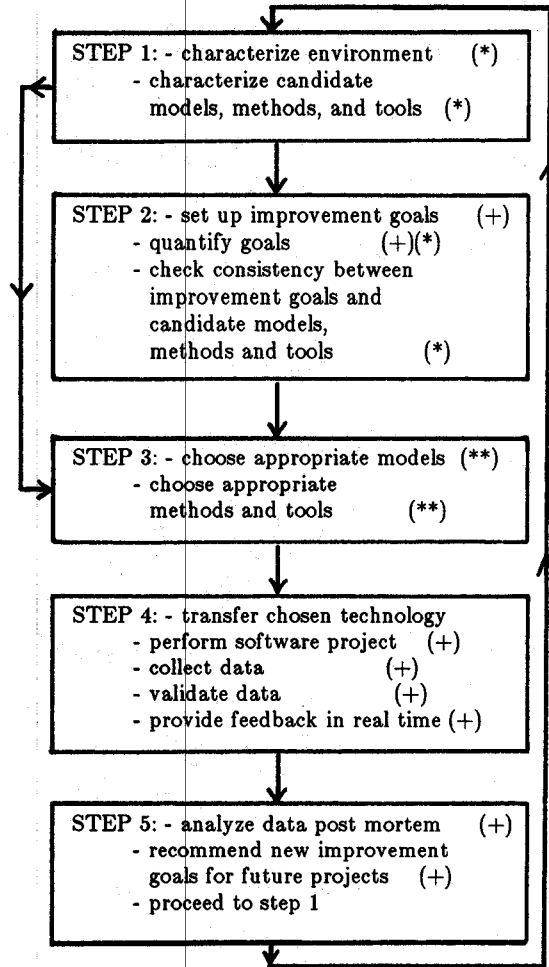 STEP 1: - characterize environment (*)
- characterize candidate
models, methods, and tools (*)
STEP 2: - set up improvement goals (+)
- quantify goals (+)(*)
- check consistency between
improvement goals and
candidate models,
methods and tools (*)
STEP 3: - choose appropriate models (**)
- choose appropriate
methods and tools (**)
STEP 4: - transfer chosen technology
- perform software project (+)
- collect data (+)
- validate data (+)
- provide feedback in real time (+)
STEP 5: - analyze data post mortem (+)
- recommend new improvement
goals for future projects (+)
- proceed to step 1